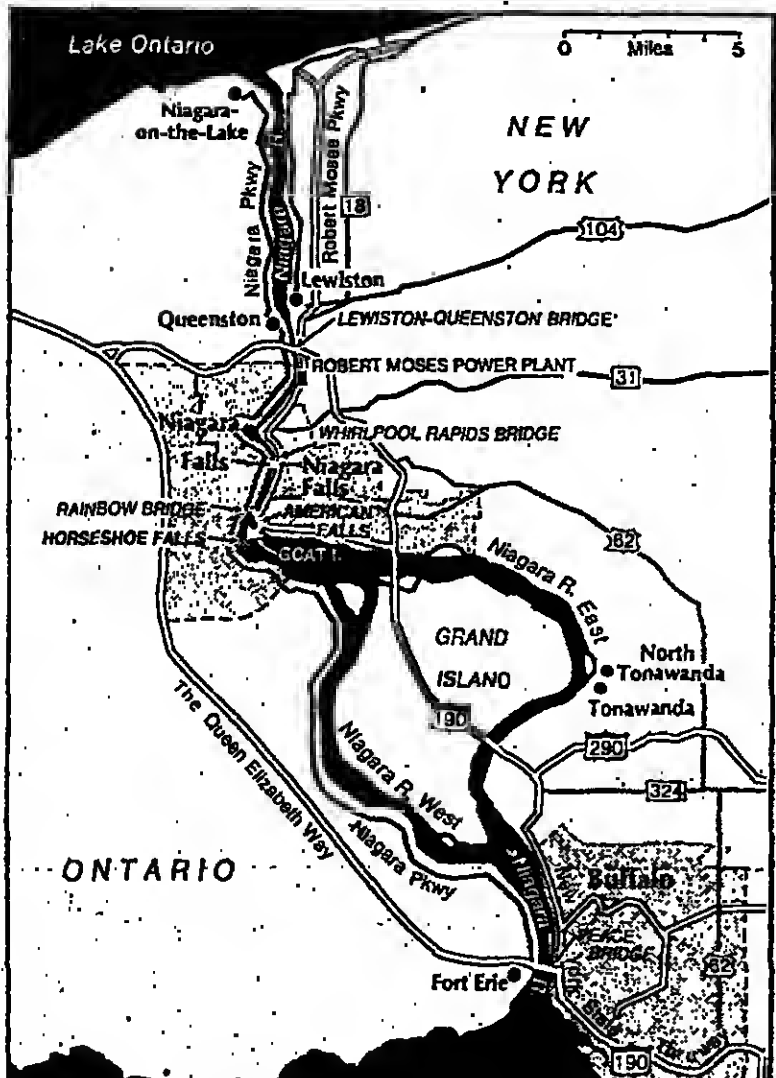 Lake Ontario
0 Miles 5
Niagara-
on-the-Lake
NEW
YORK
Niagara Pkwy
Niagara R.
Robert Moses Pkwy
18
104
Lewiston
Queenston
LEWISTON-QUEENSTON BRIDGE
ROBERT MOSES POWER PLANT
31
Niagara
Falls
WHIRLPOOL RAPIDS BRIDGE
Niagara
Falls
RAINBOW BRIDGE
AMERICAN
FALLS
HORSESHOE FALLS
GOAT I.
62
Niagara R. East
GRAND
ISLAND
North
Tonawanda
Tonawanda
190
290
324
The Queen Elizabeth Way
Niagara R. West
Niagara Pkwy
ONTARIO
Niagara
Buffalo
PEACE
BRIDGE
62
Fort Erie
State
Thruway
190